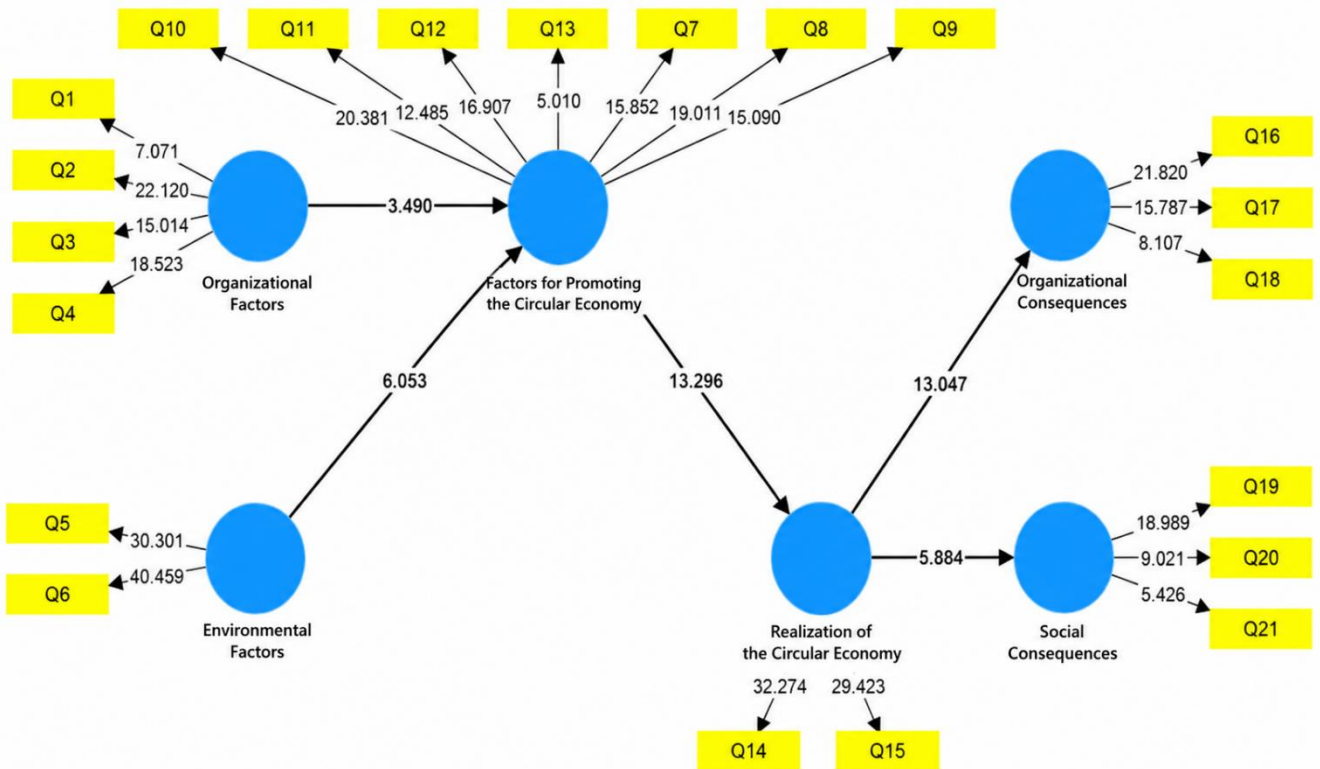 Q10
Q11
Q12
Q13
Q7
Q8
Q9
20.381
12.485
16.907
5.010
15.852
19.011
15.090
Q1
Q2
Q3
Q4
7.071
22.120
15.014
18.523
Organizational
Factors
3.490
Factors for Promoting
the Circular Economy
Q16
Q17
Q18
21.820
15.787
8.107
Organizational
Consequences
6.053
13.296
13.047
Q5
Q6
30.301
40.459
Environmental
Factors
Realization of
the Circular Economy
5.884
Social
Consequences
18.989
9.021
5.426
Q19
Q20
Q21
32.274
29.423
Q14
Q15